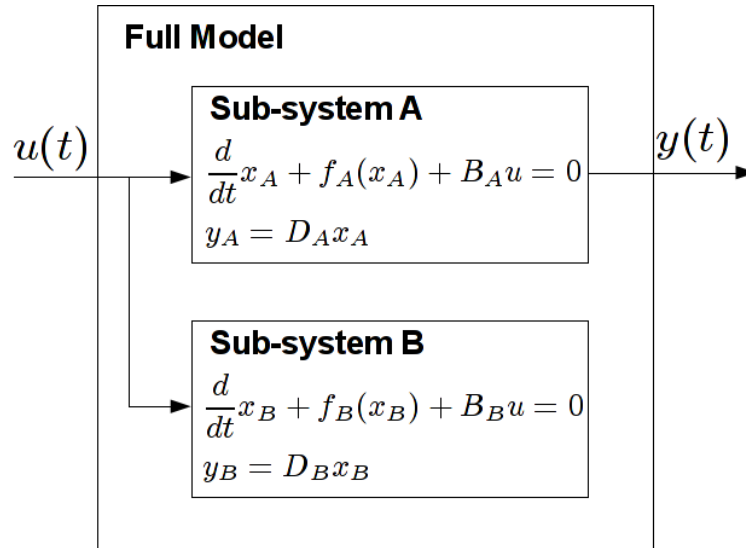 Full Model
Sub-system A
u(t)
y(t)
d/dt x_A + f_A(x_A) + B_A u = 0
y_A = D_A x_A
Sub-system B
d/dt x_B + f_B(x_B) + B_B u = 0
y_B = D_B x_B